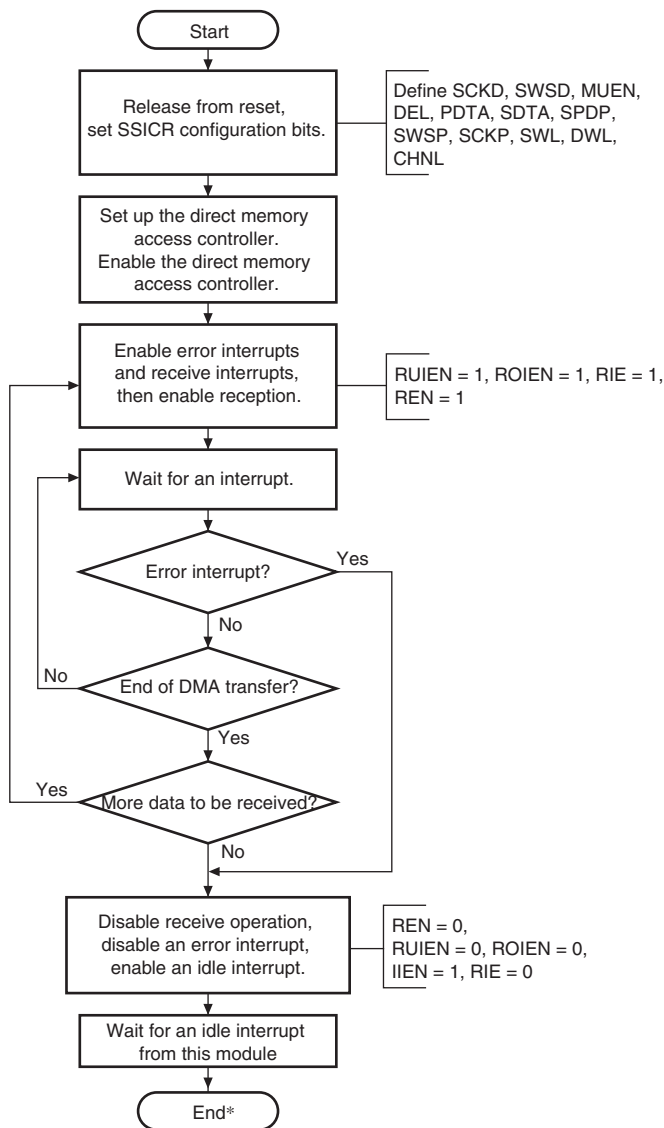 Start
Release from reset,
set SSICR configuration bits.
Define SCKD, SWSD, MUEN,
DEL, PDTA, SDTA, SPDP,
SWSP, SCKP, SWL, DWL,
CHNL
Set up the direct memory
access controller.
Enable the direct memory
access controller.
Enable error interrupts
and receive interrupts,
then enable reception.
RUIEN = 1, ROIEN = 1, RIE = 1,
REN = 1
Wait for an interrupt.
Error interrupt?
Yes
No
End of DMA transfer?
No
Yes
More data to be received?
Yes
No
Disable receive operation,
disable an error interrupt,
enable an idle interrupt.
REN = 0,
RUIEN = 0, ROIEN = 0,
IIEN = 1, RIE = 0
Wait for an idle interrupt
from this module
End*